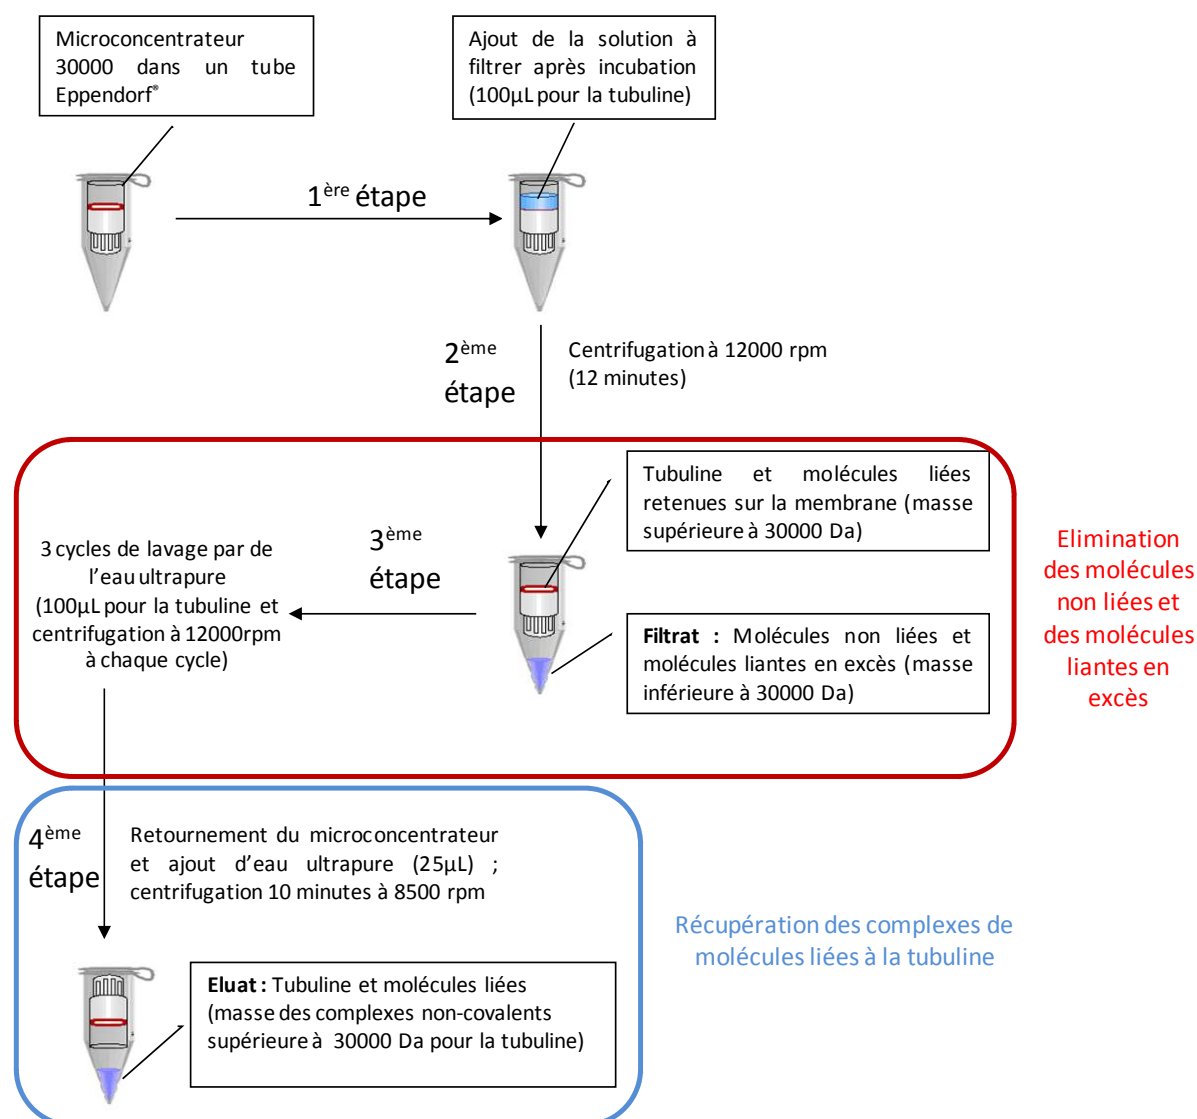 Microconcentrateur
30000 dans un tube
Eppendorf®
Ajout de la solution à
filtrer après incubation
(100µL pour la tubuline)
1ère étape
2ème
étape
Centrifugation à 12000 rpm
(12 minutes)
Tubuline et molécules liées
retenues sur la membrane (masse
supérieure à 30000 Da)
3ème
étape
3 cycles de lavage par de
l'eau ultrapure
(100µL pour la tubuline et
centrifugation à 12000rpm
à chaque cycle)
Filtrat : Molécules non liées et
molécules liantes en excès (masse
inférieure à 30000 Da)
Elimination
des molécules
non liées et
des molécules
liantes en
excès
4ème
étape
Retournement du microconcentrateur
et ajout d'eau ultrapure (25µL) ;
centrifugation 10 minutes à 8500 rpm
Récupération des complexes de
molécules liées à la tubuline
Eluat : Tubuline et molécules liées
(masse des complexes non-covalents
supérieure à 30000 Da pour la tubuline)